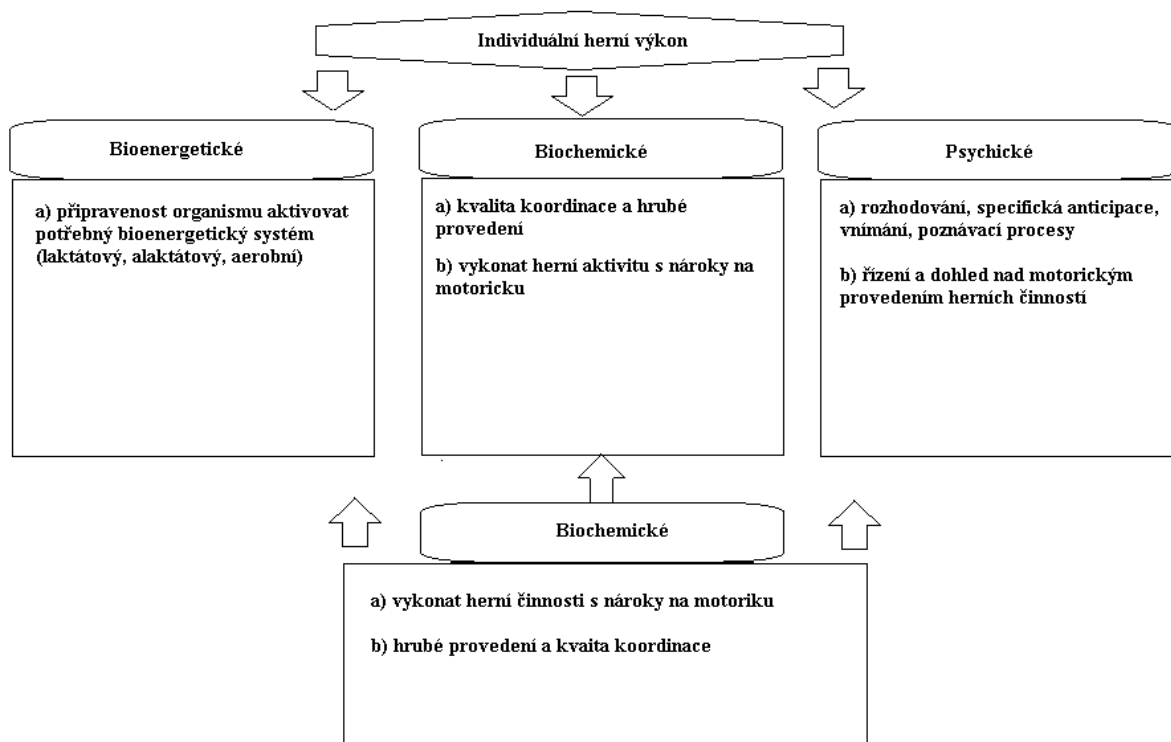 Individuální herní výkon
Bioenergetické
a) připravenost organismu aktivovat
potřebný bioenergetický systém
(laktátový, alaktátový, aerobní)
Biochemické
a) kvalita koordinace a hrubé
provedení
b) vykonat herní aktivitu s nároky na
motoricku
Psychické
a) rozhodování, specifická anticipace,
vnímání, poznávací procesy
b) řízení a dohled nad motorickým
provedením herních činností
Biochemické
a) vykonat herní činnosti s nároky na motoriku
b) hrubé provedení a kvaita koordinace